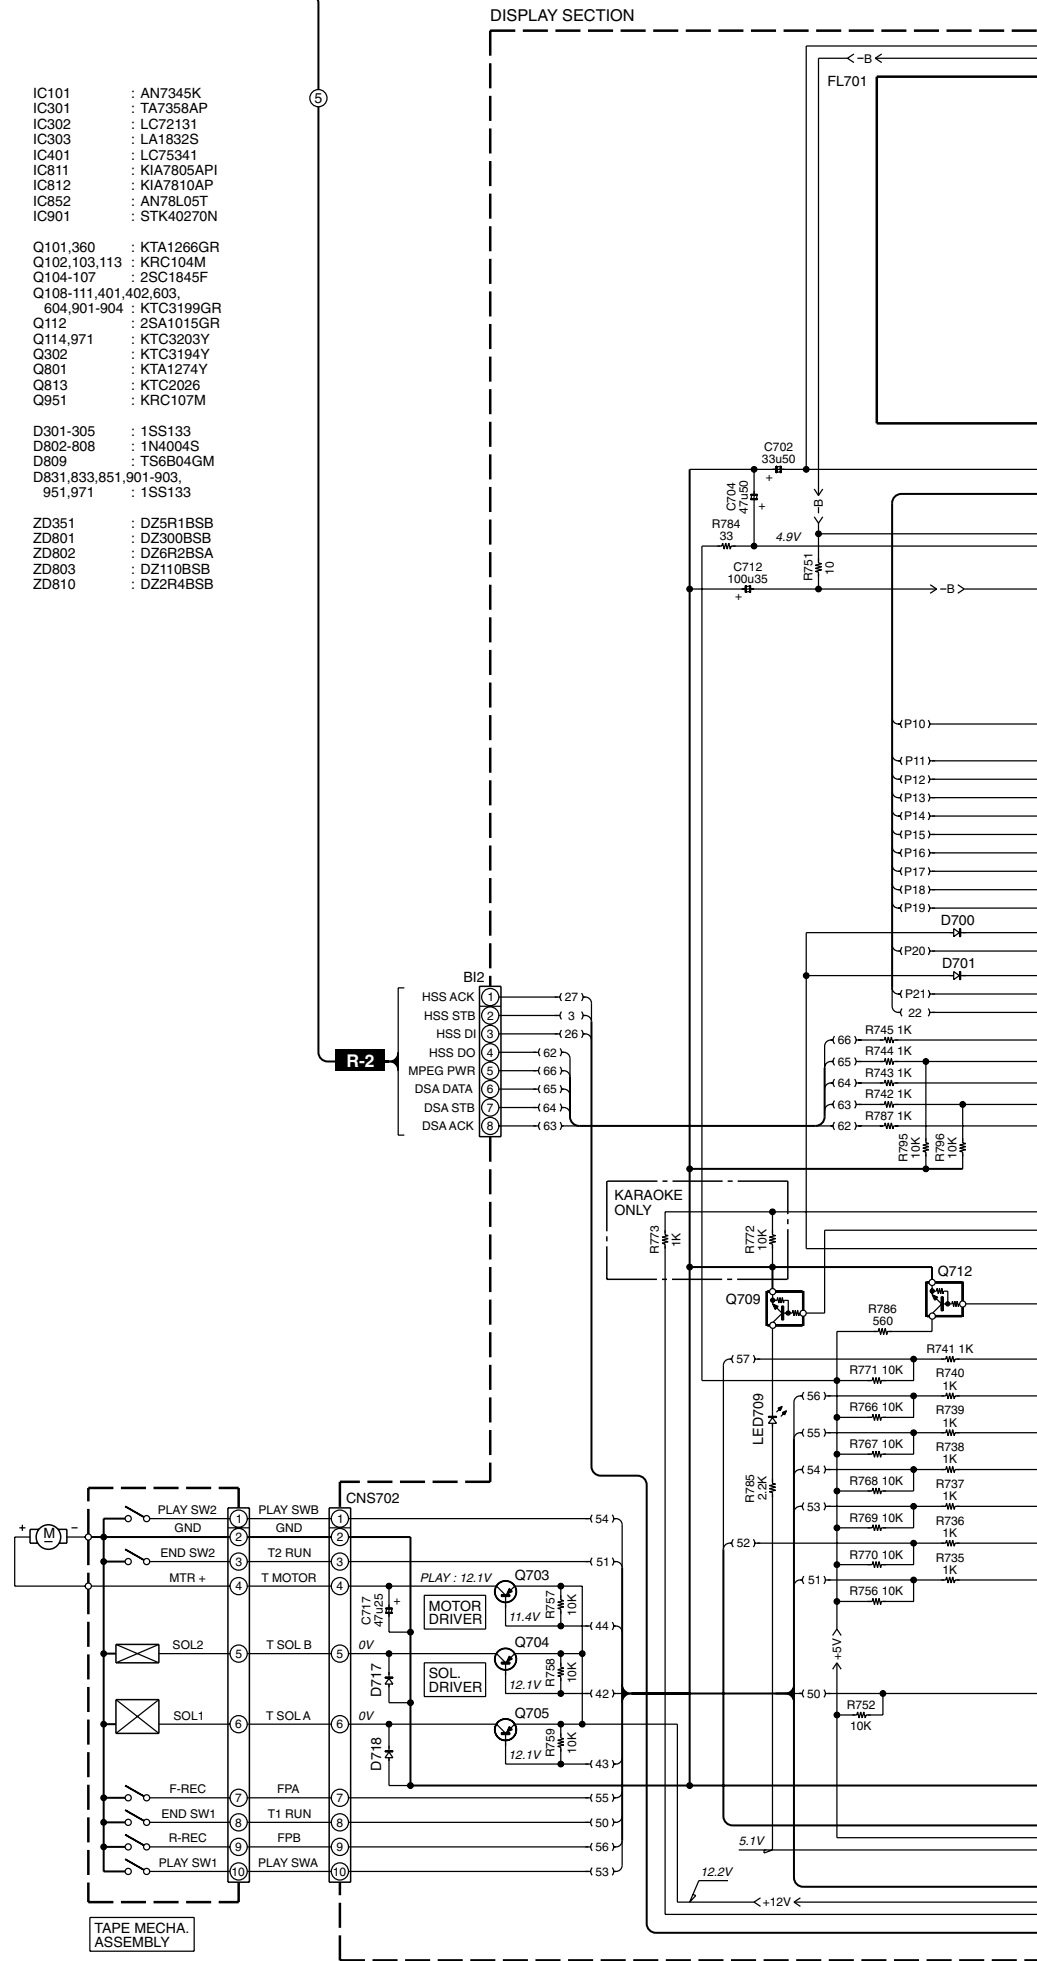 DISPLAY SECTION
−B
FL701
5
IC101 : AN7345K
IC301 : TA7358AP
IC302 : LC72131
IC303 : LA1832S
IC401 : LC75341
IC811 : KIA7805API
IC812 : KIA7810AP
IC852 : AN78L05T
IC901 : STK40270N
Q101,360 : KTA1266GR
Q102,103,113 : KRC104M
Q104-107 : 2SC1845F
Q108-111,401,402,603,
604,901-904 : KTC3199GR
Q112 : 2SA1015GR
Q114,971 : KTC3203Y
Q302 : KTC3194Y
Q801 : KTA1274Y
Q813 : KTC2026
Q951 : KRC107M
D301-305 : 1SS133
D802-808 : 1N4004S
D809 : TS6B04GM
D831,833,851,901-903,
951,971 : 1SS133
ZD351 : DZ5R1BSB
ZD801 : DZ300BSB
ZD802 : DZ6R2BSA
ZD803 : DZ110BSB
ZD810 : DZ2R4BSB
C702
33u50
+
C704
47u50
+
−B
R784
33
4.9V
R751
10
C712
100u35
+
−B
P10
P11
P12
P13
P14
P15
P16
P17
P18
P19
D700
P20
D701
P21
22
BI2
HSS ACK 1 27
HSS STB 2 3
HSS DI 3 26
HSS DO 4 62
MPEG PWR 5 66
DSA DATA 6 65
DSA STB 7 64
DSA ACK 8 63
R-2
66 R745 1K
65 R744 1K
64 R743 1K
63 R742 1K
62 R787 1K
R795
10K
R796
10K
KARAOKE
ONLY
R773
1K
R772
10K
Q709
Q712
R786
560
57
R741 1K
R771 10K
R740
1K
56
R766 10K
R739
1K
55
R767 10K
R738
1K
54
R768 10K
R737
1K
53
R769 10K
R736
1K
52
R770 10K
R735
1K
51
R756 10K
LED709
R785
2.2K
+5V
50
R752
10K
CNS702
PLAY SW2 1 PLAY SWB 1 54
GND 2 GND 2
+ M −
END SW2 3 T2 RUN 3 51
MTR + 4 T MOTOR 4 PLAY : 12.1V Q703
C717
47u25
+
MOTOR
DRIVER
11.4V
R757
10K
44
SOL2 5 T SOL B 5 0V Q704
D717
SOL.
DRIVER
12.1V
R758
10K
42
SOL1 6 T SOL A 6 0V Q705
D718
12.1V
R759
10K
43
F-REC 7 FPA 7 55
END SW1 8 T1 RUN 8 50
R-REC 9 FPB 9 56
PLAY SW1 10 PLAY SWA 10 53
5.1V
12.2V
+12V
TAPE MECHA.
ASSEMBLY